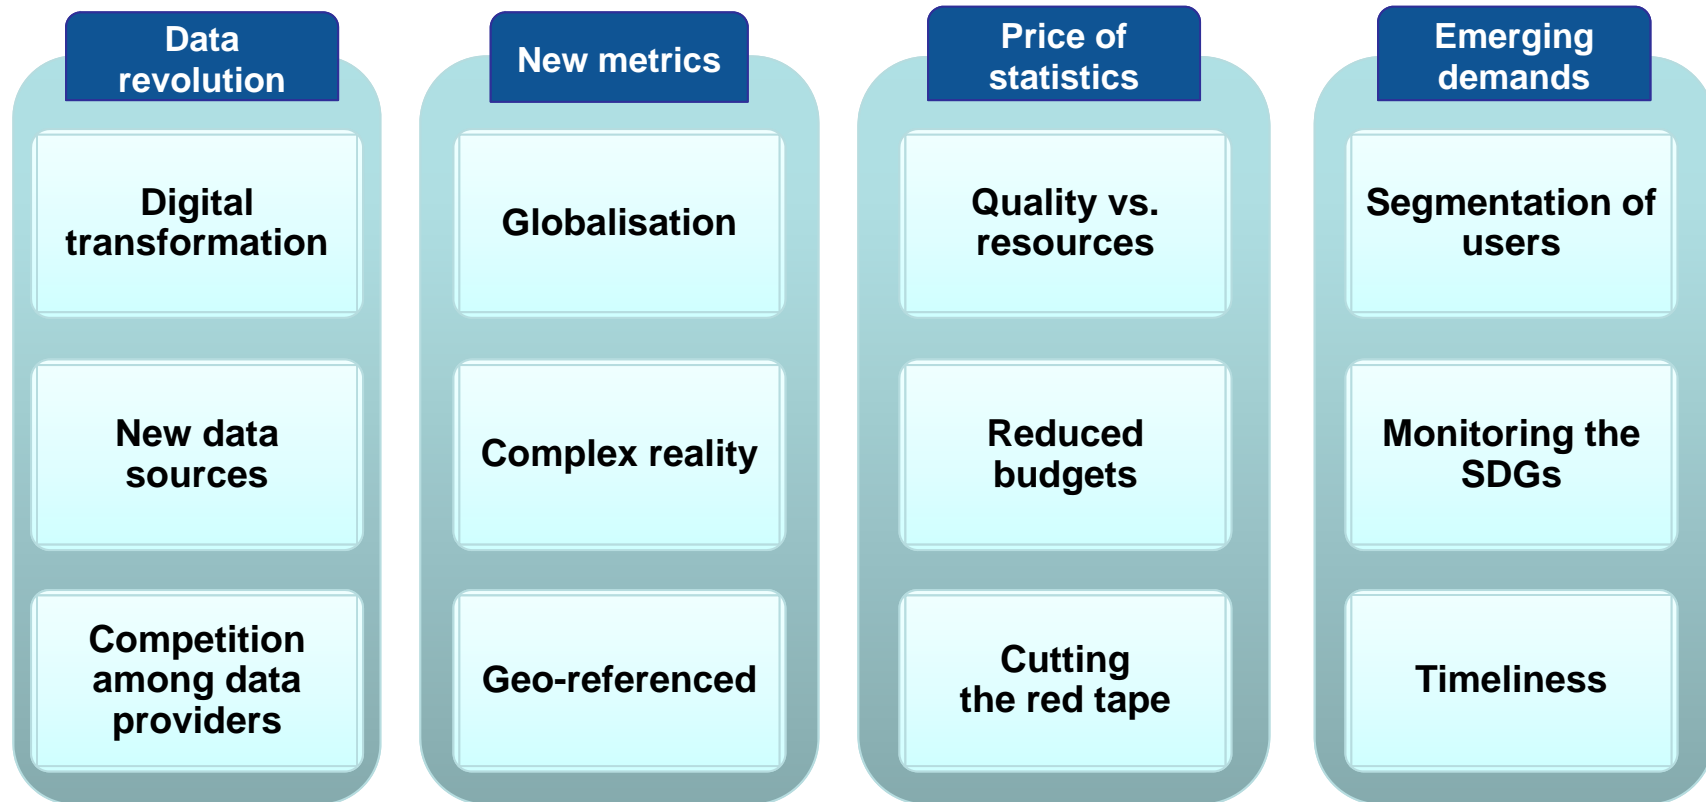 Data
revolution
Digital
transformation
New data
sources
Competition
among data
providers
New metrics
Globalisation
Complex reality
Geo-referenced
Price of
statistics
Quality vs.
resources
Reduced
budgets
Cutting
the red tape
Emerging
demands
Segmentation of
users
Monitoring the
SDGs
Timeliness